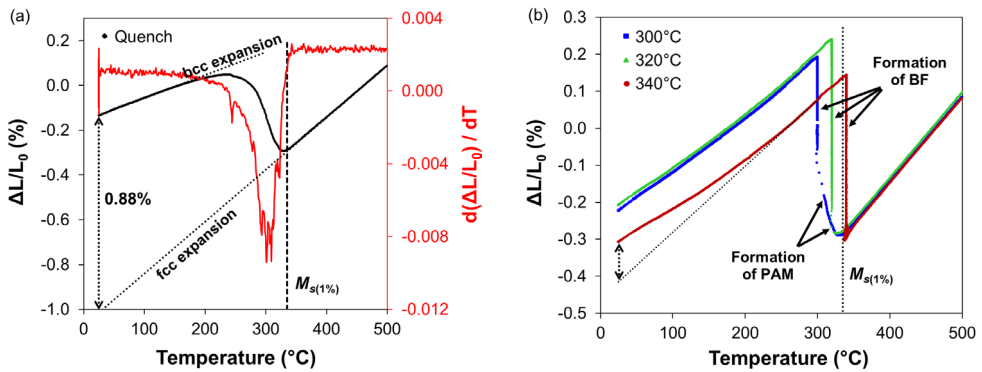 (a)
0.2
0.0
-0.2
-0.4
-0.6
-0.8
-1.0
ΔL/L0 (%)
Quench
bcc expansion
fcc expansion
0.88%
Ms(1%)
0.004
0.000
-0.004
-0.008
-0.012
d(ΔL/L0) / dT
0 100 200 300 400 500
Temperature (°C)
(b)
0.3
0.2
0.1
0.0
-0.1
-0.2
-0.3
-0.4
-0.5
ΔL/L0 (%)
300°C
320°C
340°C
Formation
of BF
Formation
of PAM
Ms(1%)
0 100 200 300 400 500
Temperature (°C)